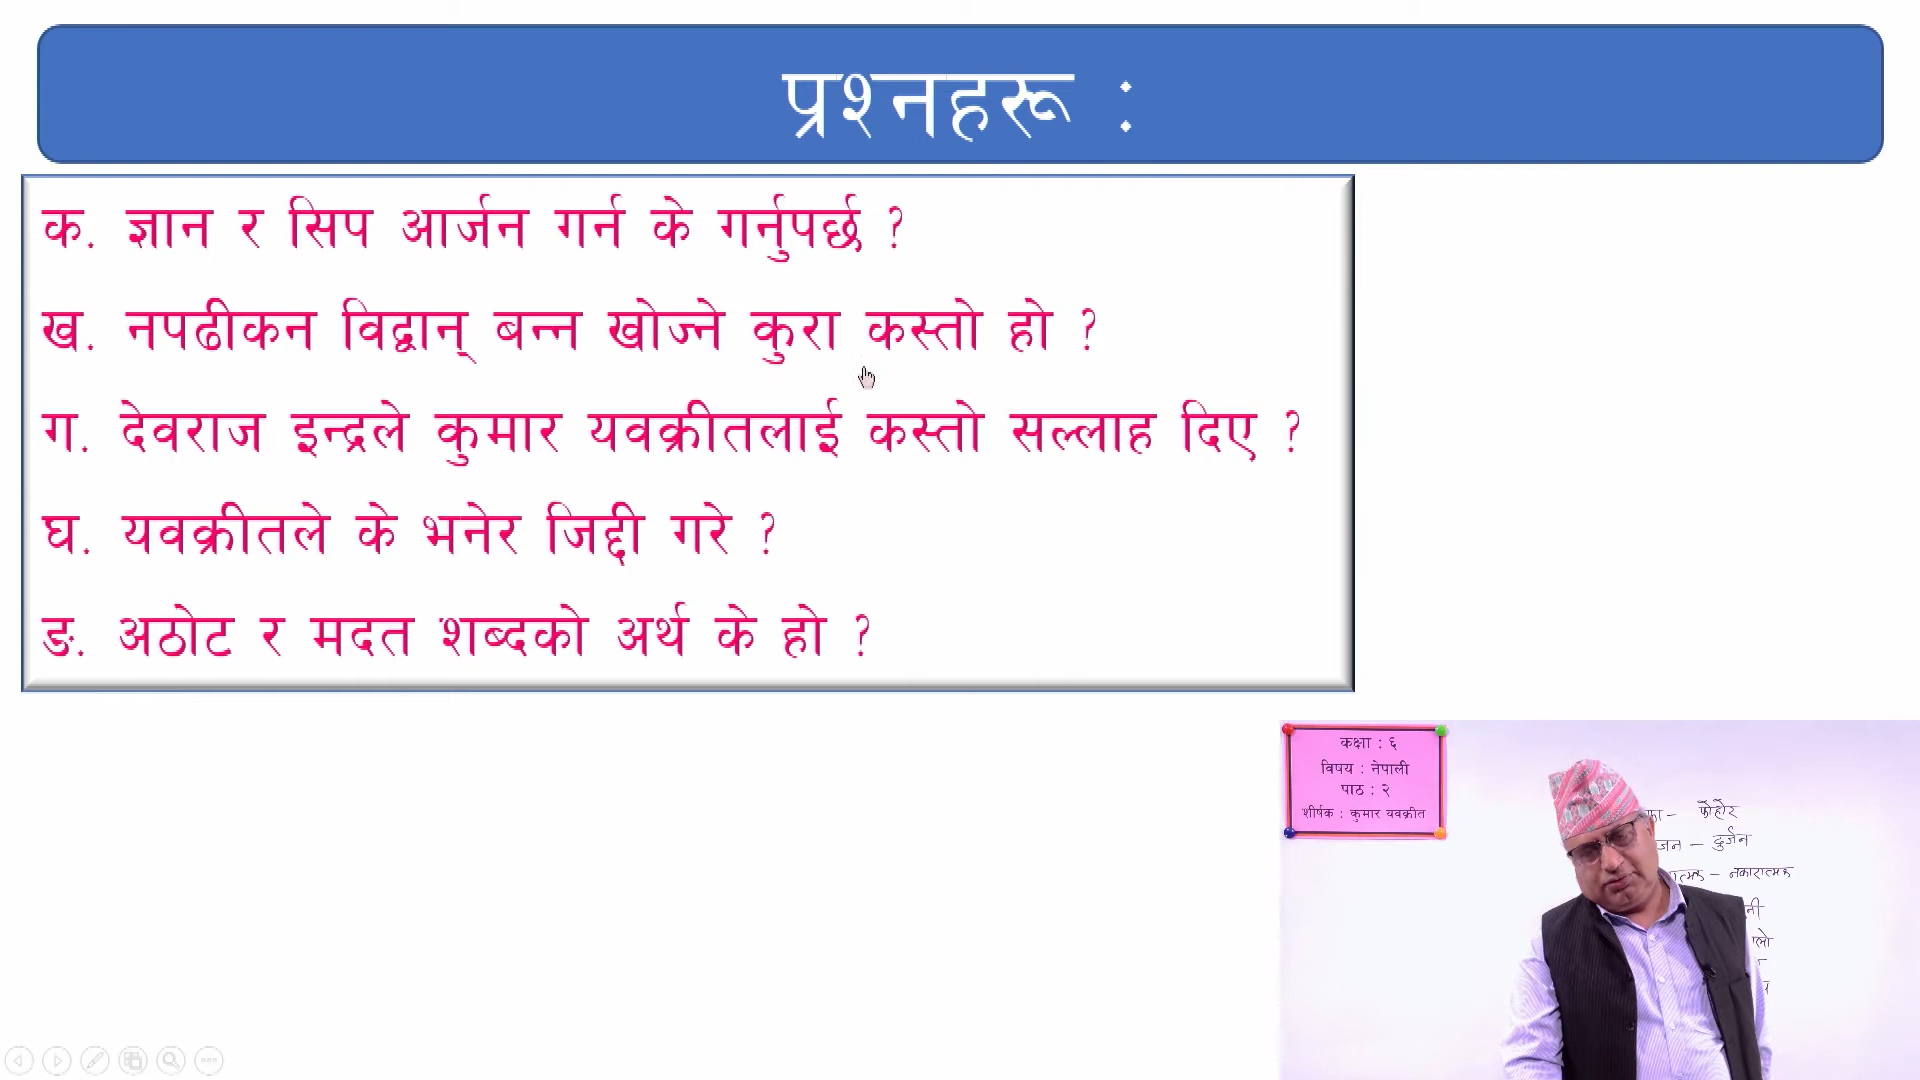 प्रश्नहरू :
क. ज्ञान र सिप आर्जन गर्न के गर्नुपर्छ ?
ख. नपढीकन विद्वान् बन्न खोज्ने कुरा कस्तो हो ?
ग. देवराज इन्द्रले कुमार यवक्रीतलाई कस्तो सल्लाह दिए ?
घ. यवक्रीतले के भनेर जिद्दी गरे ?
ङ. अठोट र मदत शब्दको अर्थ के हो ?
कक्षा : ६
विषय : नेपाली
पाठ : २
शीर्षक : कुमार यवक्रीत
– फोहोर
जन – दुर्जन
– नकारात्मक